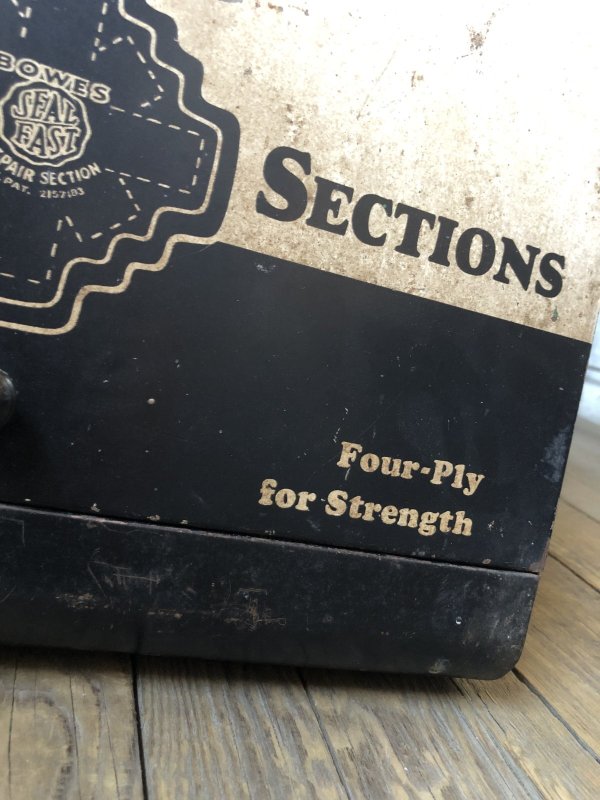 BOWES
SEAL
FAST
PAIR SECTION
PAT. 2157183
SECTIONS
Four-Ply
for Strength